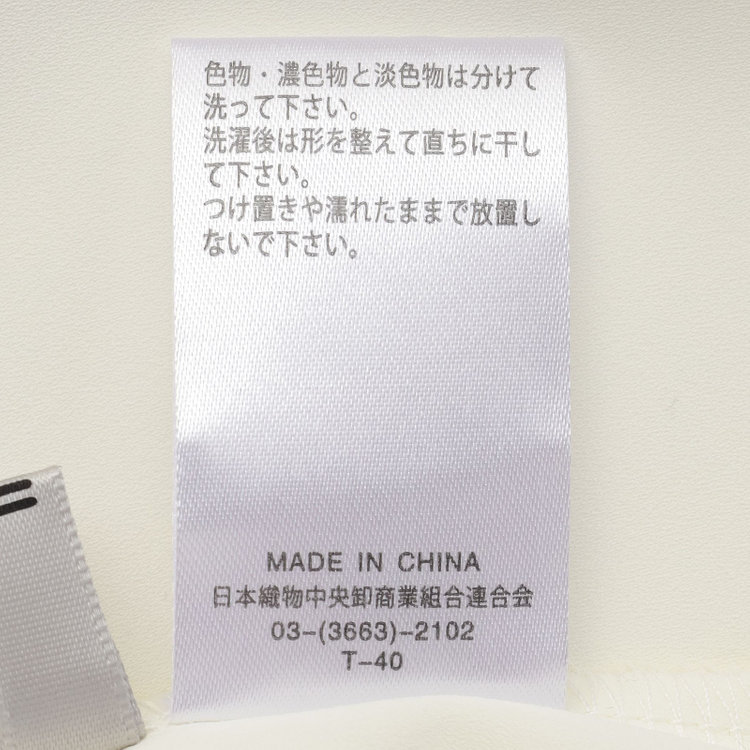 色物・濃色物と淡色物は分けて
洗って下さい。
洗濯後は形を整えて直ちに干し
て下さい。
つけ置きや濡れたままで放置し
ないで下さい。
MADE IN CHINA
日本織物中央卸商業組合連合会
03-(3663)-2102
T-40